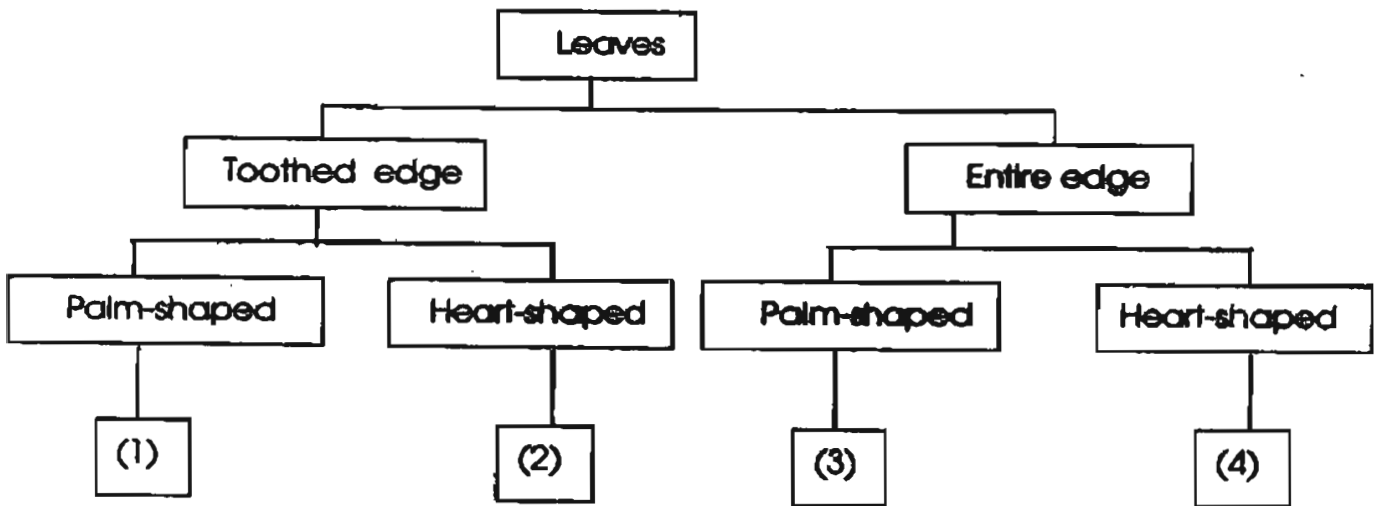 Leaves
Toothed edge
Entire edge
Palm-shaped
Heart-shaped
Palm-shaped
Heart-shaped
(1)
(2)
(3)
(4)